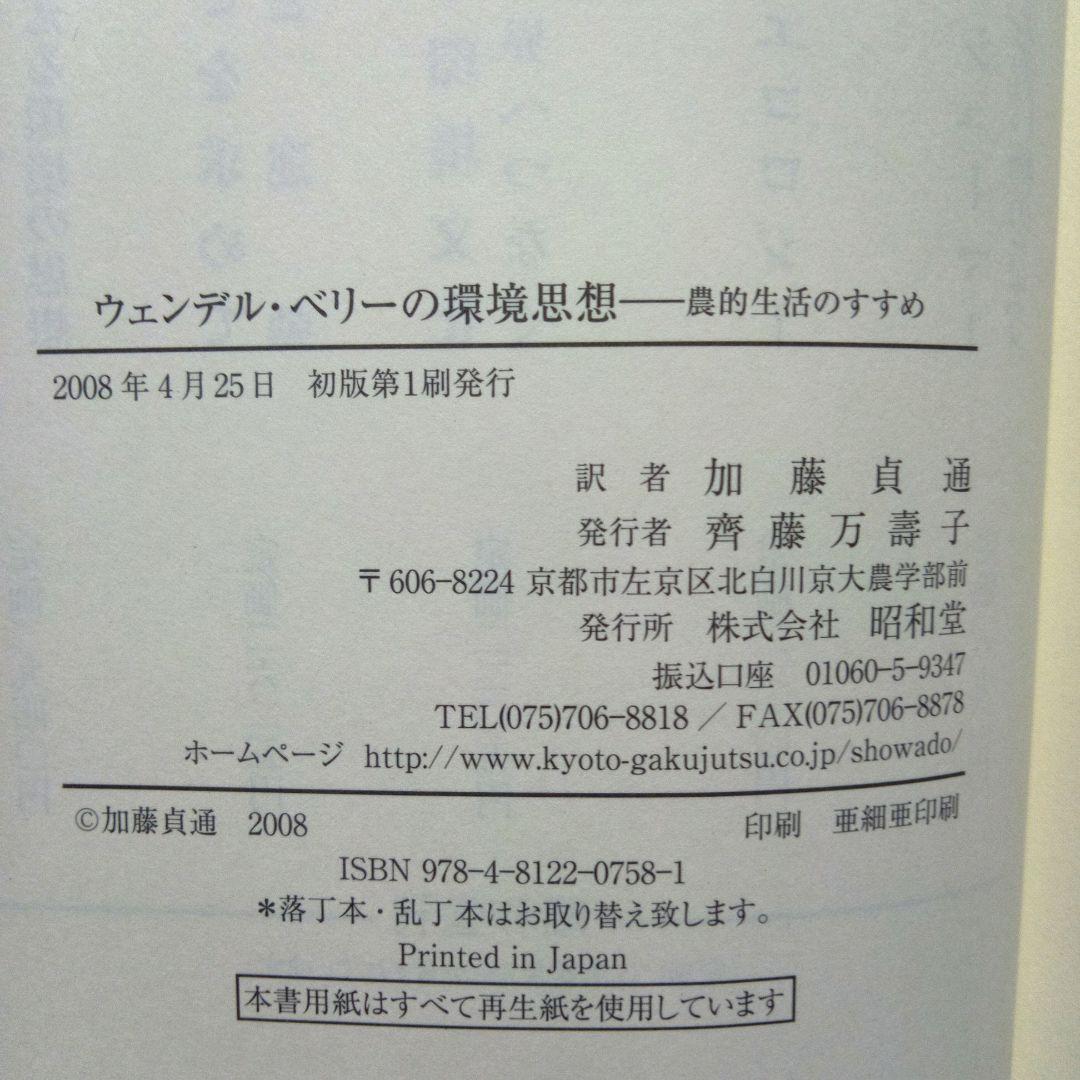 ウェンデル・ベリーの環境思想――農的生活のすすめ
2008年4月25日 初版第1刷発行
訳者 加藤貞通
発行者 齊藤万壽子
〒606-8224 京都市左京区北白川京大農学部前
発行所 株式会社 昭和堂
振込口座 01060-5-9347
TEL(075)706-8818 / FAX(075)706-8878
ホームページ http://www.kyoto-gakujutsu.co.jp/showado/
©加藤貞通 2008 印刷 亜細亜印刷
ISBN 978-4-8122-0758-1
*落丁本・乱丁本はお取り替え致します。
Printed in Japan
本書用紙はすべて再生紙を使用しています